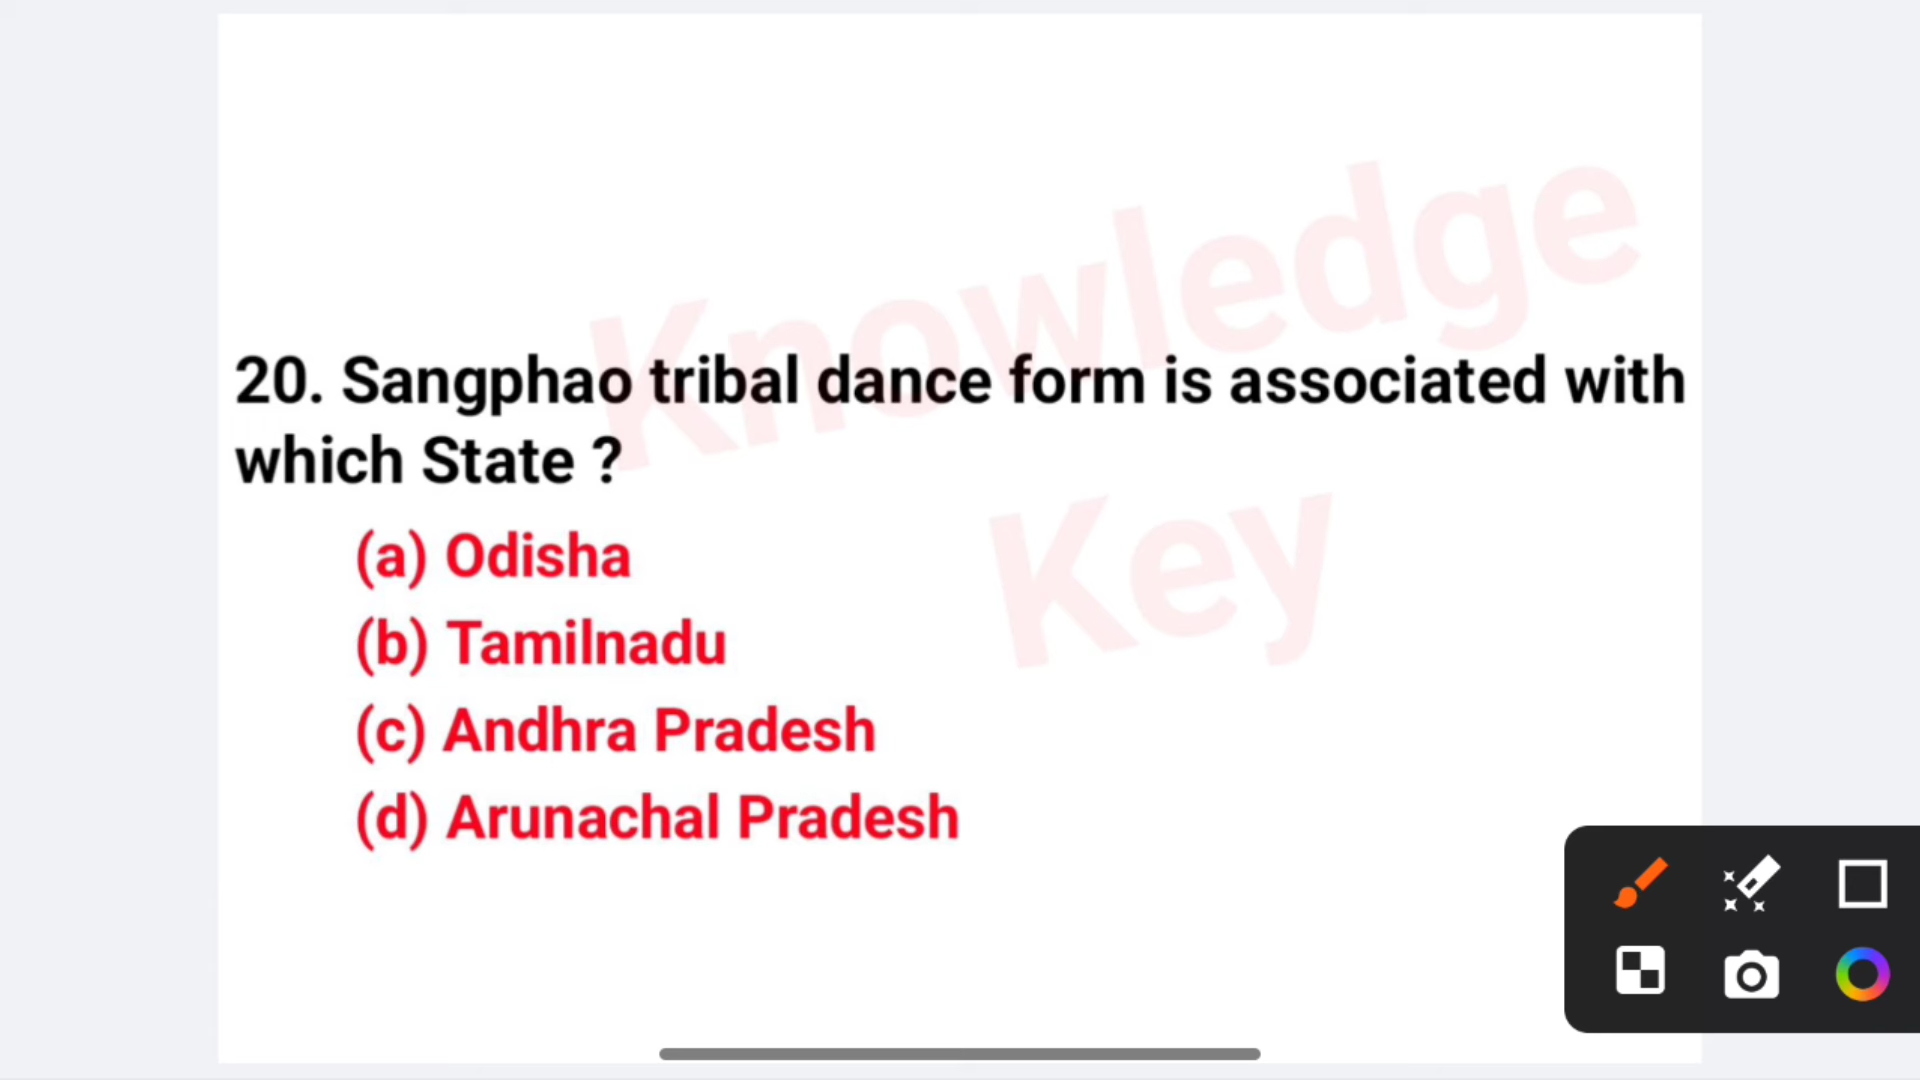 Knowledge
Key
20. Sangphao tribal dance form is associated with
which State ?
(a) Odisha
(b) Tamilnadu
(c) Andhra Pradesh
(d) Arunachal Pradesh